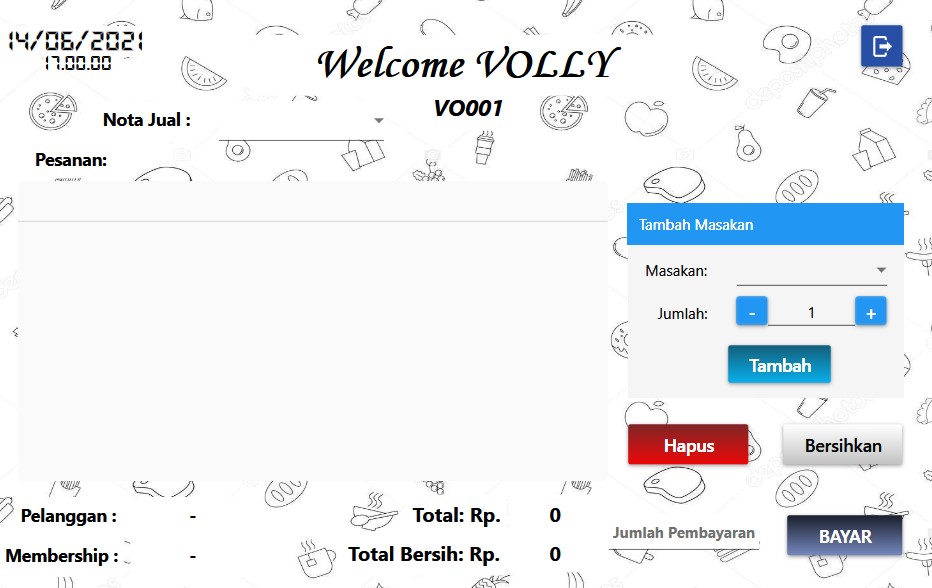 14/06/2021
17.00.00
Welcome VOLLY
VO001
Nota Jual :
Pesanan:
Tambah Masakan
Masakan:
Jumlah: - 1 +
Tambah
Hapus Bersihkan
Pelanggan : - Total: Rp. 0
Jumlah Pembayaran BAYAR
Membership : - Total Bersih: Rp. 0